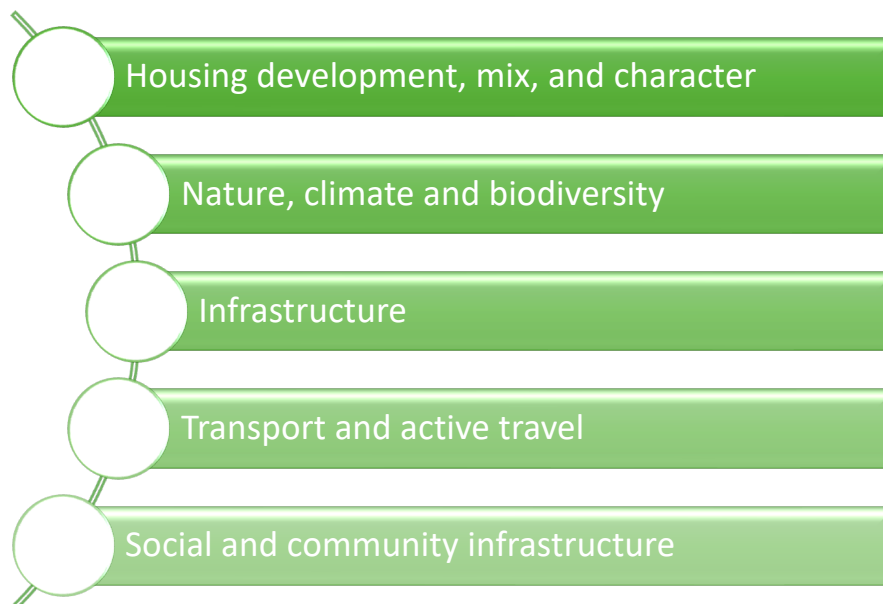 Housing development, mix, and character
Nature, climate and biodiversity
Infrastructure
Transport and active travel
Social and community infrastructure